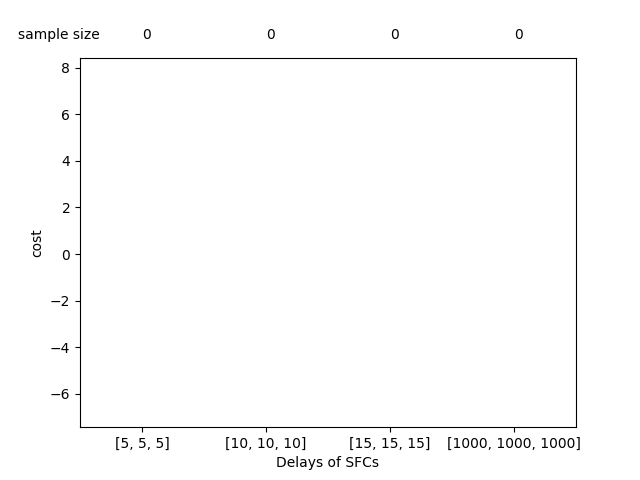 sample size 0 0 0 0
8
6
4
2
0
−2
−4
−6
cost
[5, 5, 5] [10, 10, 10] [15, 15, 15] [1000, 1000, 1000]
Delays of SFCs